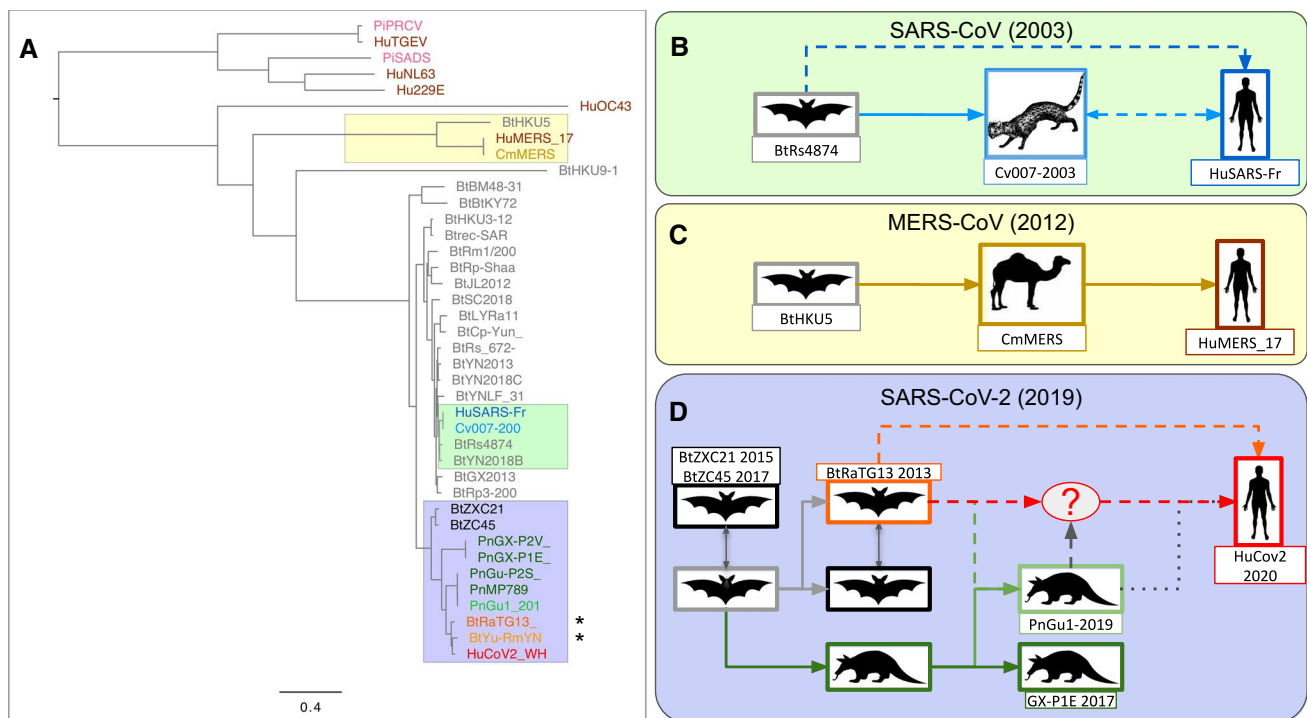 A
PiPRCV
HuTGEV
PiSADS
HuNL63
Hu229E
HuOC43
BtHKU5
HuMERS_17
CmMERS
BtHKU9-1
BtBM48-31
BtBtKY72
BtHKU3-12
Btrec-SAR
BtRm1/200
BtRp-Shaa
BtJL2012
BtSC2018
BtLYRa11
BtCp-Yun_
BtRs_672-
BtYN2013
BtYN2018C
BtYNLF_31
HuSARS-Fr
Cv007-200
BtRs4874
BtYN2018B
BtGX2013
BtRp3-200
BtZXC21
BtZC45
PnGX-P2V_
PnGX-P1E_
PnGu-P2S_
PnMP789
PnGu1_201
BtRaTG13_ *
BtYu-RmYN *
HuCoV2_WH
0.4
B
SARS-CoV (2003)
BtRs4874
Cv007-2003
HuSARS-Fr
C
MERS-CoV (2012)
BtHKU5
CmMERS
HuMERS_17
D
SARS-CoV-2 (2019)
BtZXC21 2015
BtZC45 2017
BtRaTG13 2013
?
HuCov2
2020
PnGu1-2019
GX-P1E 2017